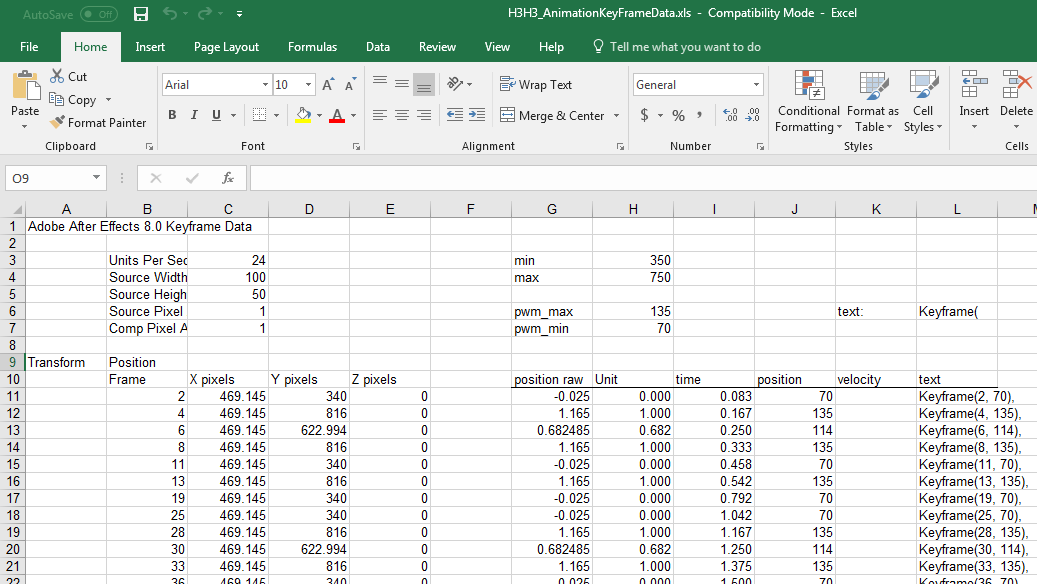 AutoSave Off H3H3_AnimationKeyFrameData.xls - Compatibility Mode - Excel
File Home Insert Page Layout Formulas Data Review View Help Tell me what you want to do
Paste Cut Copy Format Painter Arial 10 Wrap Text Merge & Center General Conditional Formatting Format as Table Cell Styles Insert Delete
Clipboard Font Alignment Number Styles Cells
O9 fx
A B C D E F G H I J K L
1 Adobe After Effects 8.0 Keyframe Data
2
3 Units Per Sec 24 min 350
4 Source Width 100 max 750
5 Source Heigh 50
6 Source Pixel 1 pwm_max 135 text: Keyframe(
7 Comp Pixel A 1 pwm_min 70
8
9 Transform Position
10 Frame X pixels Y pixels Z pixels position raw Unit time position velocity text
11 2 469.145 340 0 -0.025 0.000 0.083 70 Keyframe(2, 70),
12 4 469.145 816 0 1.165 1.000 0.167 135 Keyframe(4, 135),
13 6 469.145 622.994 0 0.682485 0.682 0.250 114 Keyframe(6, 114),
14 8 469.145 816 0 1.165 1.000 0.333 135 Keyframe(8, 135),
15 11 469.145 340 0 -0.025 0.000 0.458 70 Keyframe(11, 70),
16 13 469.145 816 0 1.165 1.000 0.542 135 Keyframe(13, 135),
17 19 469.145 340 0 -0.025 0.000 0.792 70 Keyframe(19, 70),
18 25 469.145 340 0 -0.025 0.000 1.042 70 Keyframe(25, 70),
19 28 469.145 816 0 1.165 1.000 1.167 135 Keyframe(28, 135),
20 30 469.145 622.994 0 0.682485 0.682 1.250 114 Keyframe(30, 114),
21 33 469.145 816 0 1.165 1.000 1.375 135 Keyframe(33, 135),
22 36 469.145 340 0 -0.025 0.000 1.500 70 Keyframe(36, 70),